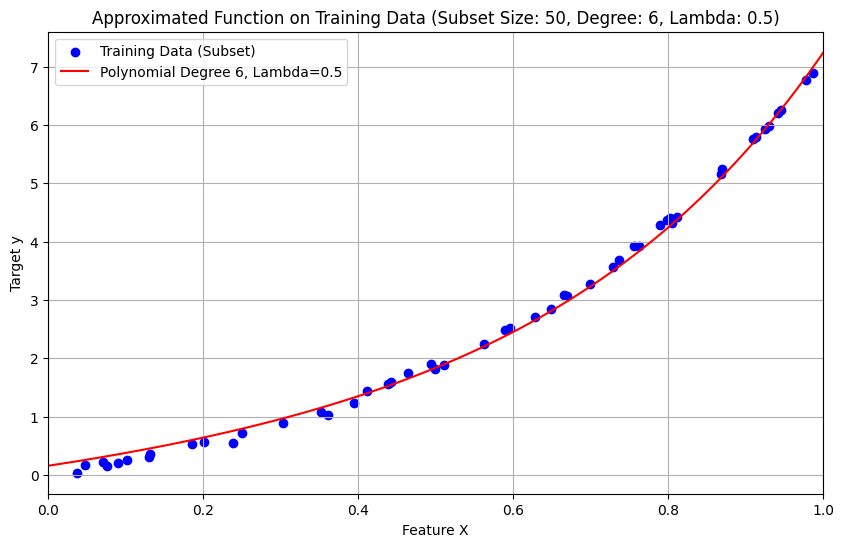 Approximated Function on Training Data (Subset Size: 50, Degree: 6, Lambda: 0.5)
Training Data (Subset)
Polynomial Degree 6, Lambda=0.5
Target y
7
6
5
4
3
2
1
0
0.0 0.2 0.4 0.6 0.8 1.0
Feature X